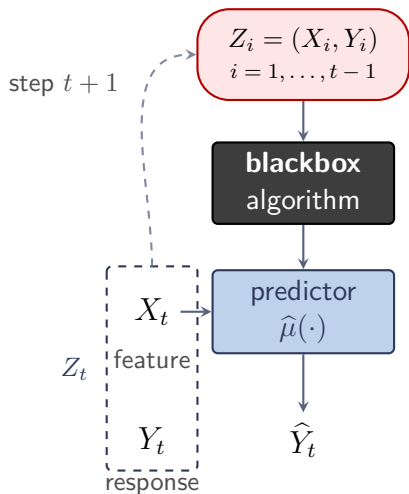 Z_i = (X_i, Y_i)
i = 1, . . . , t − 1
step t + 1
blackbox
algorithm
predictor
μ̂(·)
X_t
feature
Z_t
Y_t
Ŷ_t
response